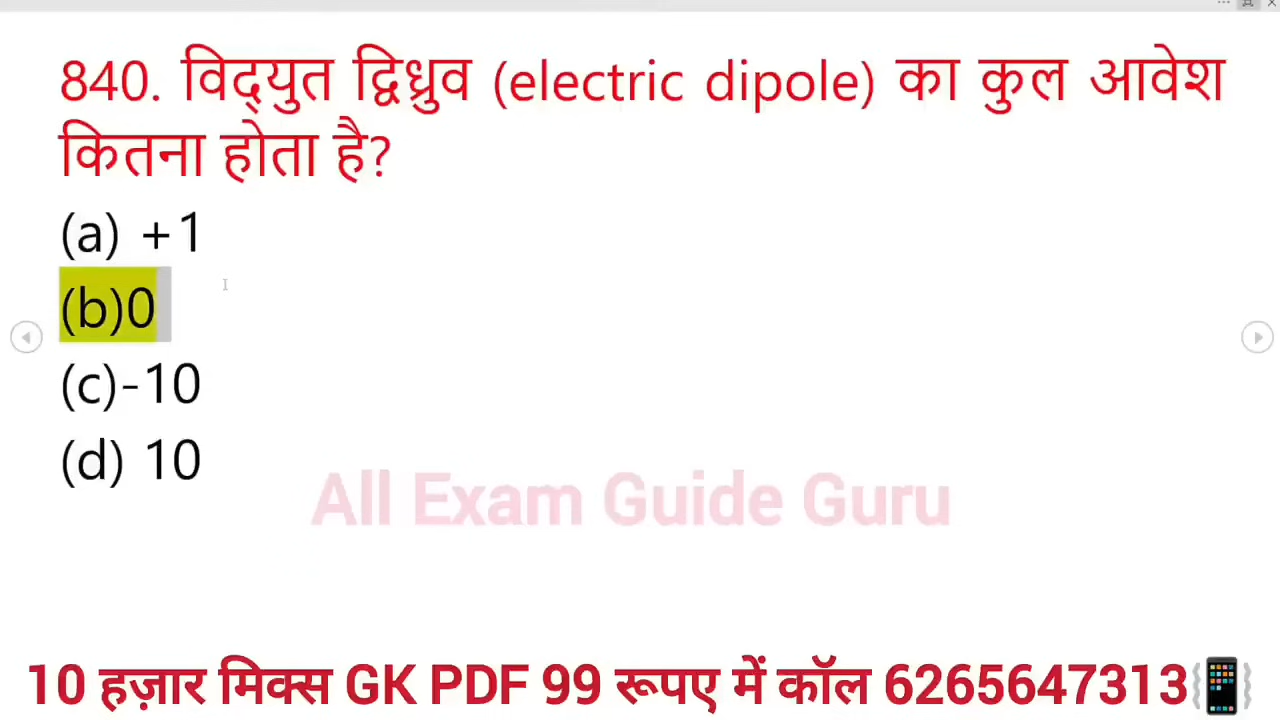 840. विद्युत द्विध्रुव (electric dipole) का कुल आवेश
कितना होता है?
(a) +1
(b)0
(c)-10
(d) 10
All Exam Guide Guru
10 हज़ार मिक्स GK PDF 99 रूपए में कॉल 6265647313